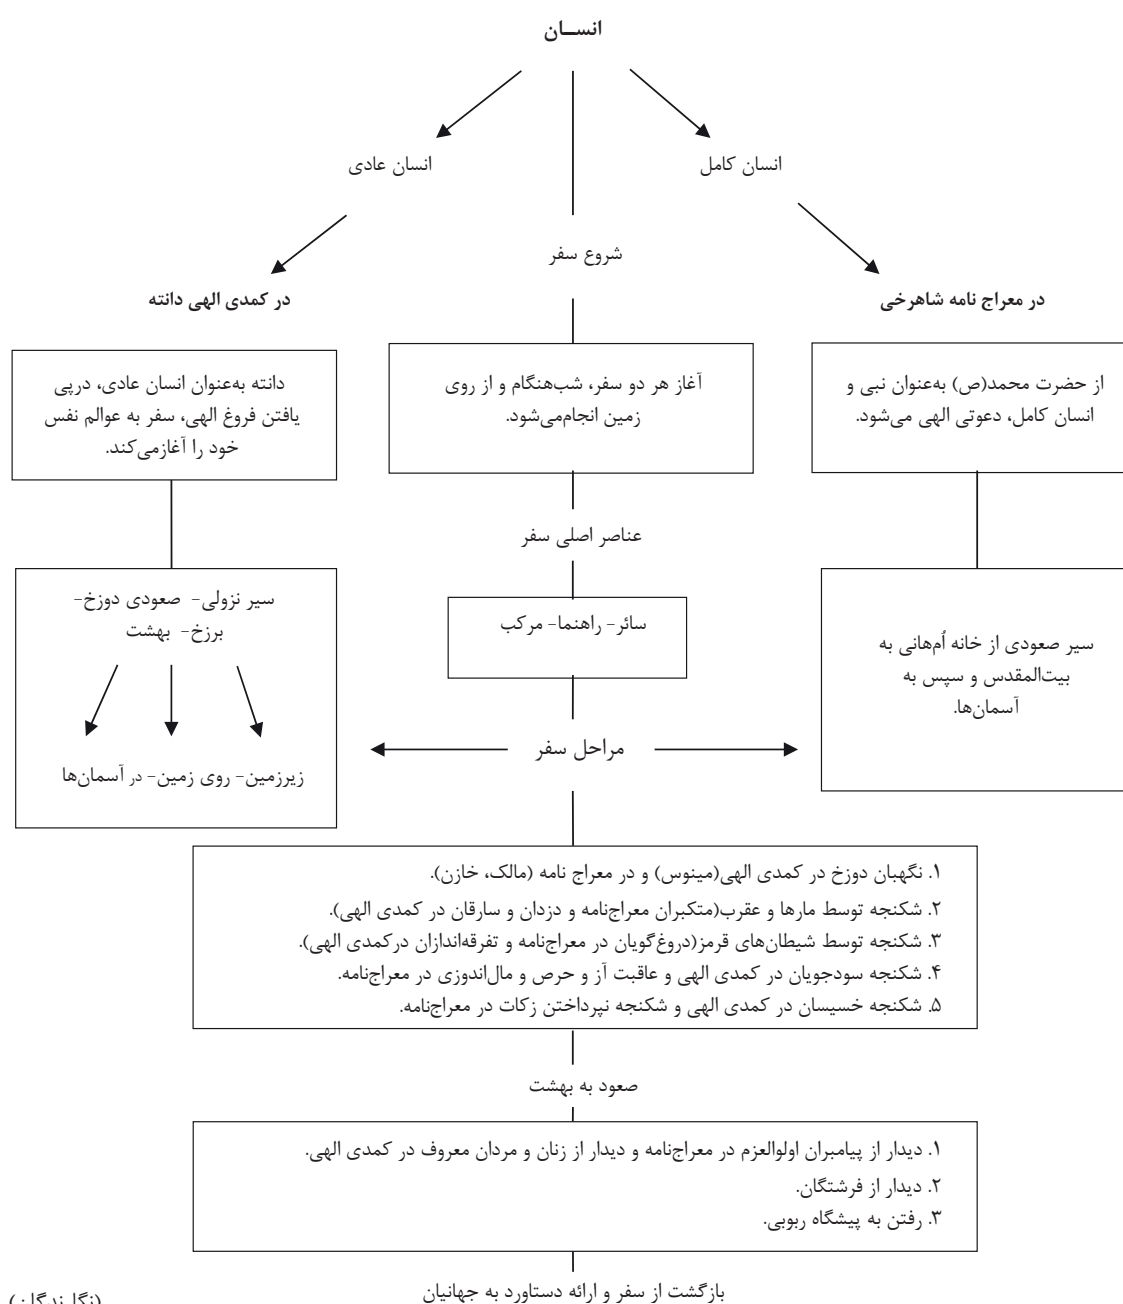 انســان
انسان کامل
انسان عادی
شروع سفر
در معراج نامه شاهرخی
در کمدی الهی دانته
از حضرت محمد(ص) به‌عنوان نبی و
انسان کامل، دعوتی الهی می‌شود.
آغاز هر دو سفر، شب‌هنگام و از روی
زمین انجام‌می‌شود.
دانته به‌عنوان انسان عادی، درپی
یافتن فروغ الهی، سفر به عوالم نفس
خود را آغازمی‌کند.
عناصر اصلی سفر
سیر صعودی از خانه اُم‌هانی به
بیت‌المقدس و سپس به
آسمان‌ها.
سائر- راهنما- مرکب
سیر نزولی- صعودی دوزخ-
برزخ- بهشت
زیرزمین- روی زمین- در آسمان‌ها
مراحل سفر
۱. نگهبان دوزخ در کمدی الهی(مینوس) و در معراج نامه (مالک، خازن).
۲. شکنجه توسط مارها و عقرب(متکبران معراج‌نامه و دزدان و سارقان در کمدی الهی).
۳. شکنجه توسط شیطان‌های قرمز(دروغ‌گویان در معراج‌نامه و تفرقه‌اندازان درکمدی الهی).
۴. شکنجه سودجویان در کمدی الهی و عاقبت آز و حرص و مال‌اندوزی در معراج‌نامه.
۵. شکنجه خسیسان در کمدی الهی و شکنجه نپرداختن زکات در معراج‌نامه.
صعود به بهشت
۱. دیدار از پیامبران اولوالعزم در معراج‌نامه و دیدار از زنان و مردان معروف در کمدی الهی.
۲. دیدار از فرشتگان.
۳. رفتن به پیشگاه ربوبی.
بازگشت از سفر و ارائه دستاورد به جهانیان
(نگارندگان)